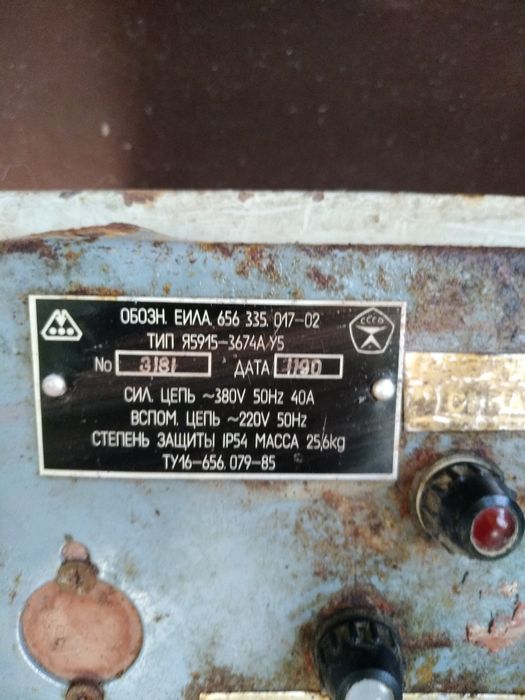 ОБОЗН. ЕИЛА. 656 335. 017-02
ТИП Я5915-3674А У5
No 3181 ДАТА 1190
СИЛ. ЦЕПЬ ~380V 50Hz 40A
ВСПОМ. ЦЕПЬ ~220V 50Hz
СТЕПЕНЬ ЗАЩИТЫ IP54 МАССА 25,6kg
ТУ16-656. 079-85
СССР